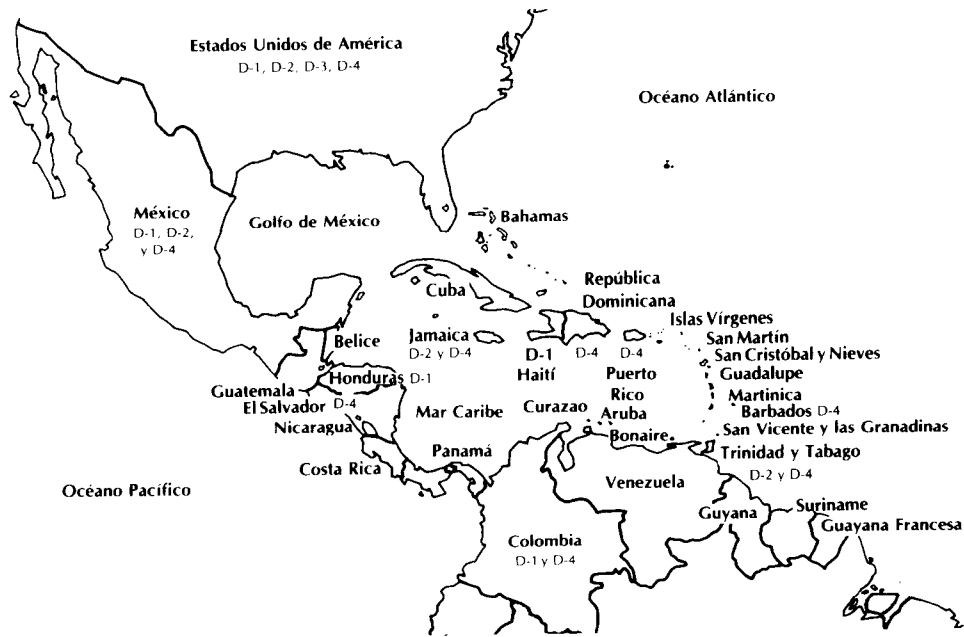 Estados Unidos de América
D-1, D-2, D-3, D-4
Océano Atlántico
México
D-1, D-2,
y D-4
Golfo de México
Bahamas
Cuba
República
Dominicana
Islas Vírgenes
Jamaica
D-2 y D-4
D-1
Haití
D-4
D-4
Puerto
Rico
San Martín
San Cristóbal y Nieves
Guadalupe
Martinica
Barbados D-4
San Vicente y las Granadinas
Trinidad y Tabago
D-2 y D-4
Belice
Honduras D-1
Guatemala
El Salvador D-4
Nicaragua
Mar Caribe
Curazao
Aruba
Bonaire
Costa Rica
Panamá
Océano Pacífico
Venezuela
Guyana
Suriname
Guayana Francesa
Colombia
D-1 y D-4